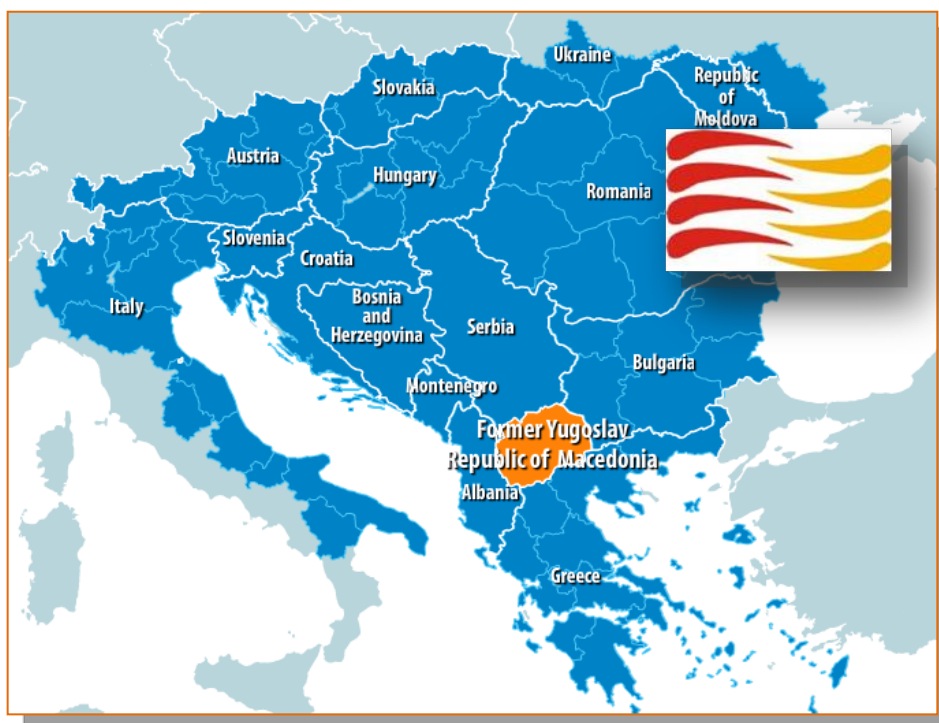 Ukraine
Slovakia
Republic
of
Moldova
Austria
Hungary
Romania
Slovenia
Croatia
Bosnia
and
Herzegovina
Italy
Serbia
Bulgaria
Montenegro
Former Yugoslav
Republic of Macedonia
Albania
Greece